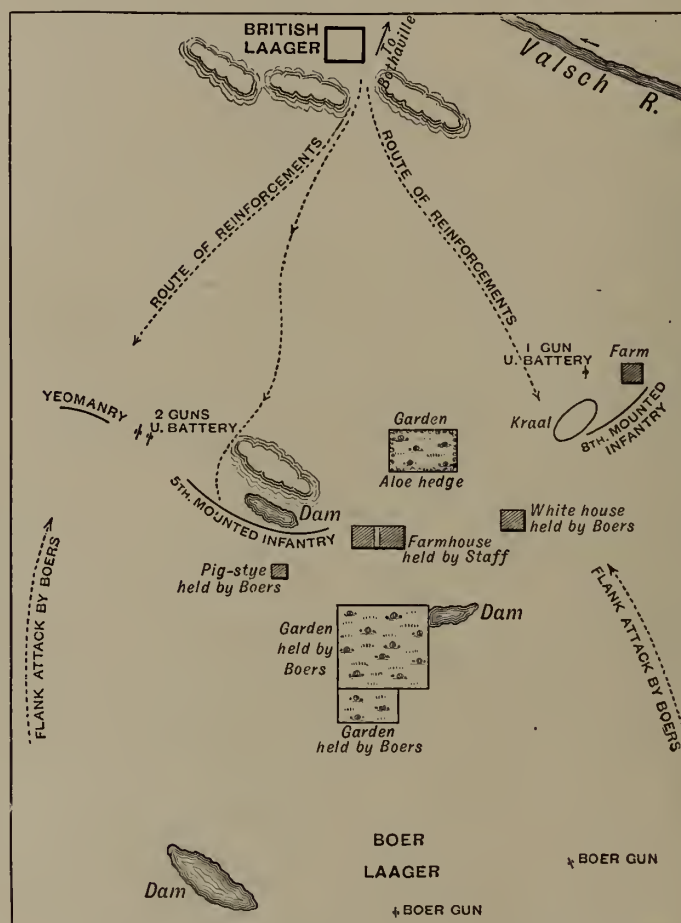 BRITISH
LAAGER
To
Bothaville
Valsch R.
ROUTE OF REINFORCEMENTS
ROUTE OF REINFORCEMENTS
1 GUN
U. BATTERY
Farm
YEOMANRY
2 GUNS
U. BATTERY
Garden
Aloe hedge
Kraal
8TH. MOUNTED
INFANTRY
Dam
5TH. MOUNTED INFANTRY
White house
held by Boers
Farmhouse
held by Staff
Pig-stye
held by Boers
FLANK ATTACK BY BOERS
FLANK ATTACK BY BOERS
Garden
held by
Boers
Dam
Garden
held by Boers
BOER
LAAGER
BOER GUN
Dam
BOER GUN